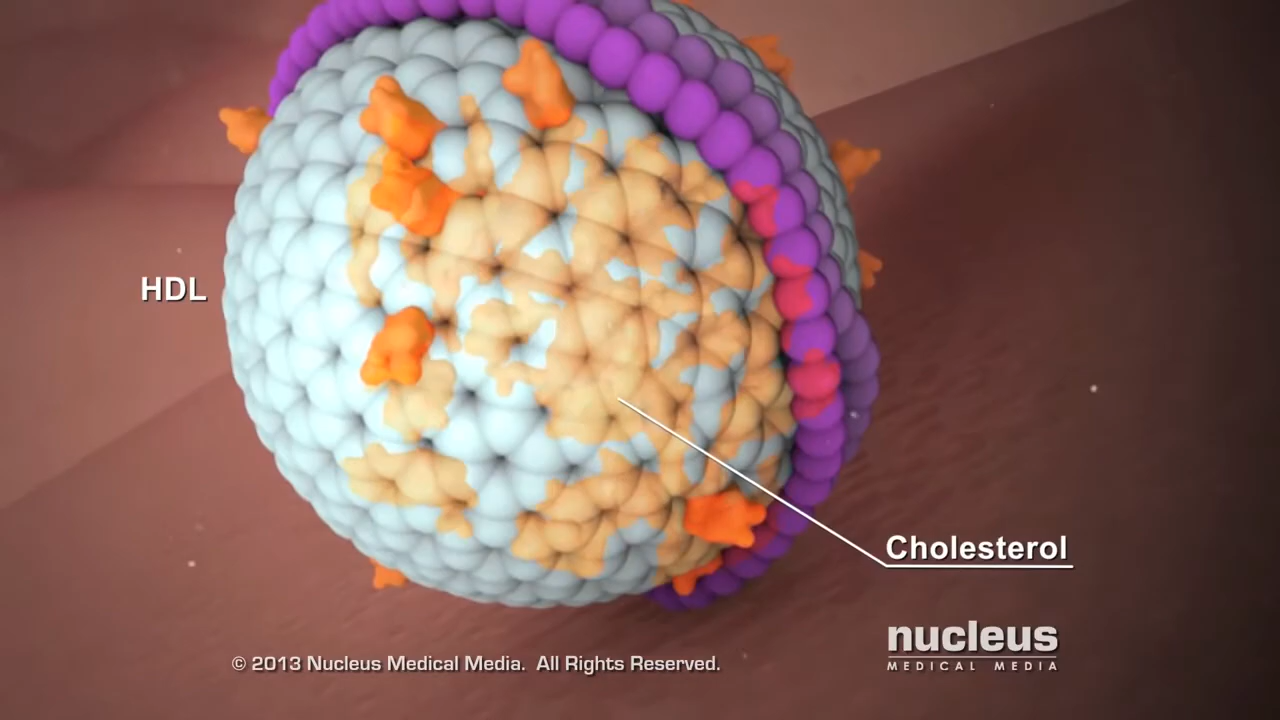 HDL
Cholesterol
nucleus
MEDICAL MEDIA
© 2013 Nucleus Medical Media.  All Rights Reserved.